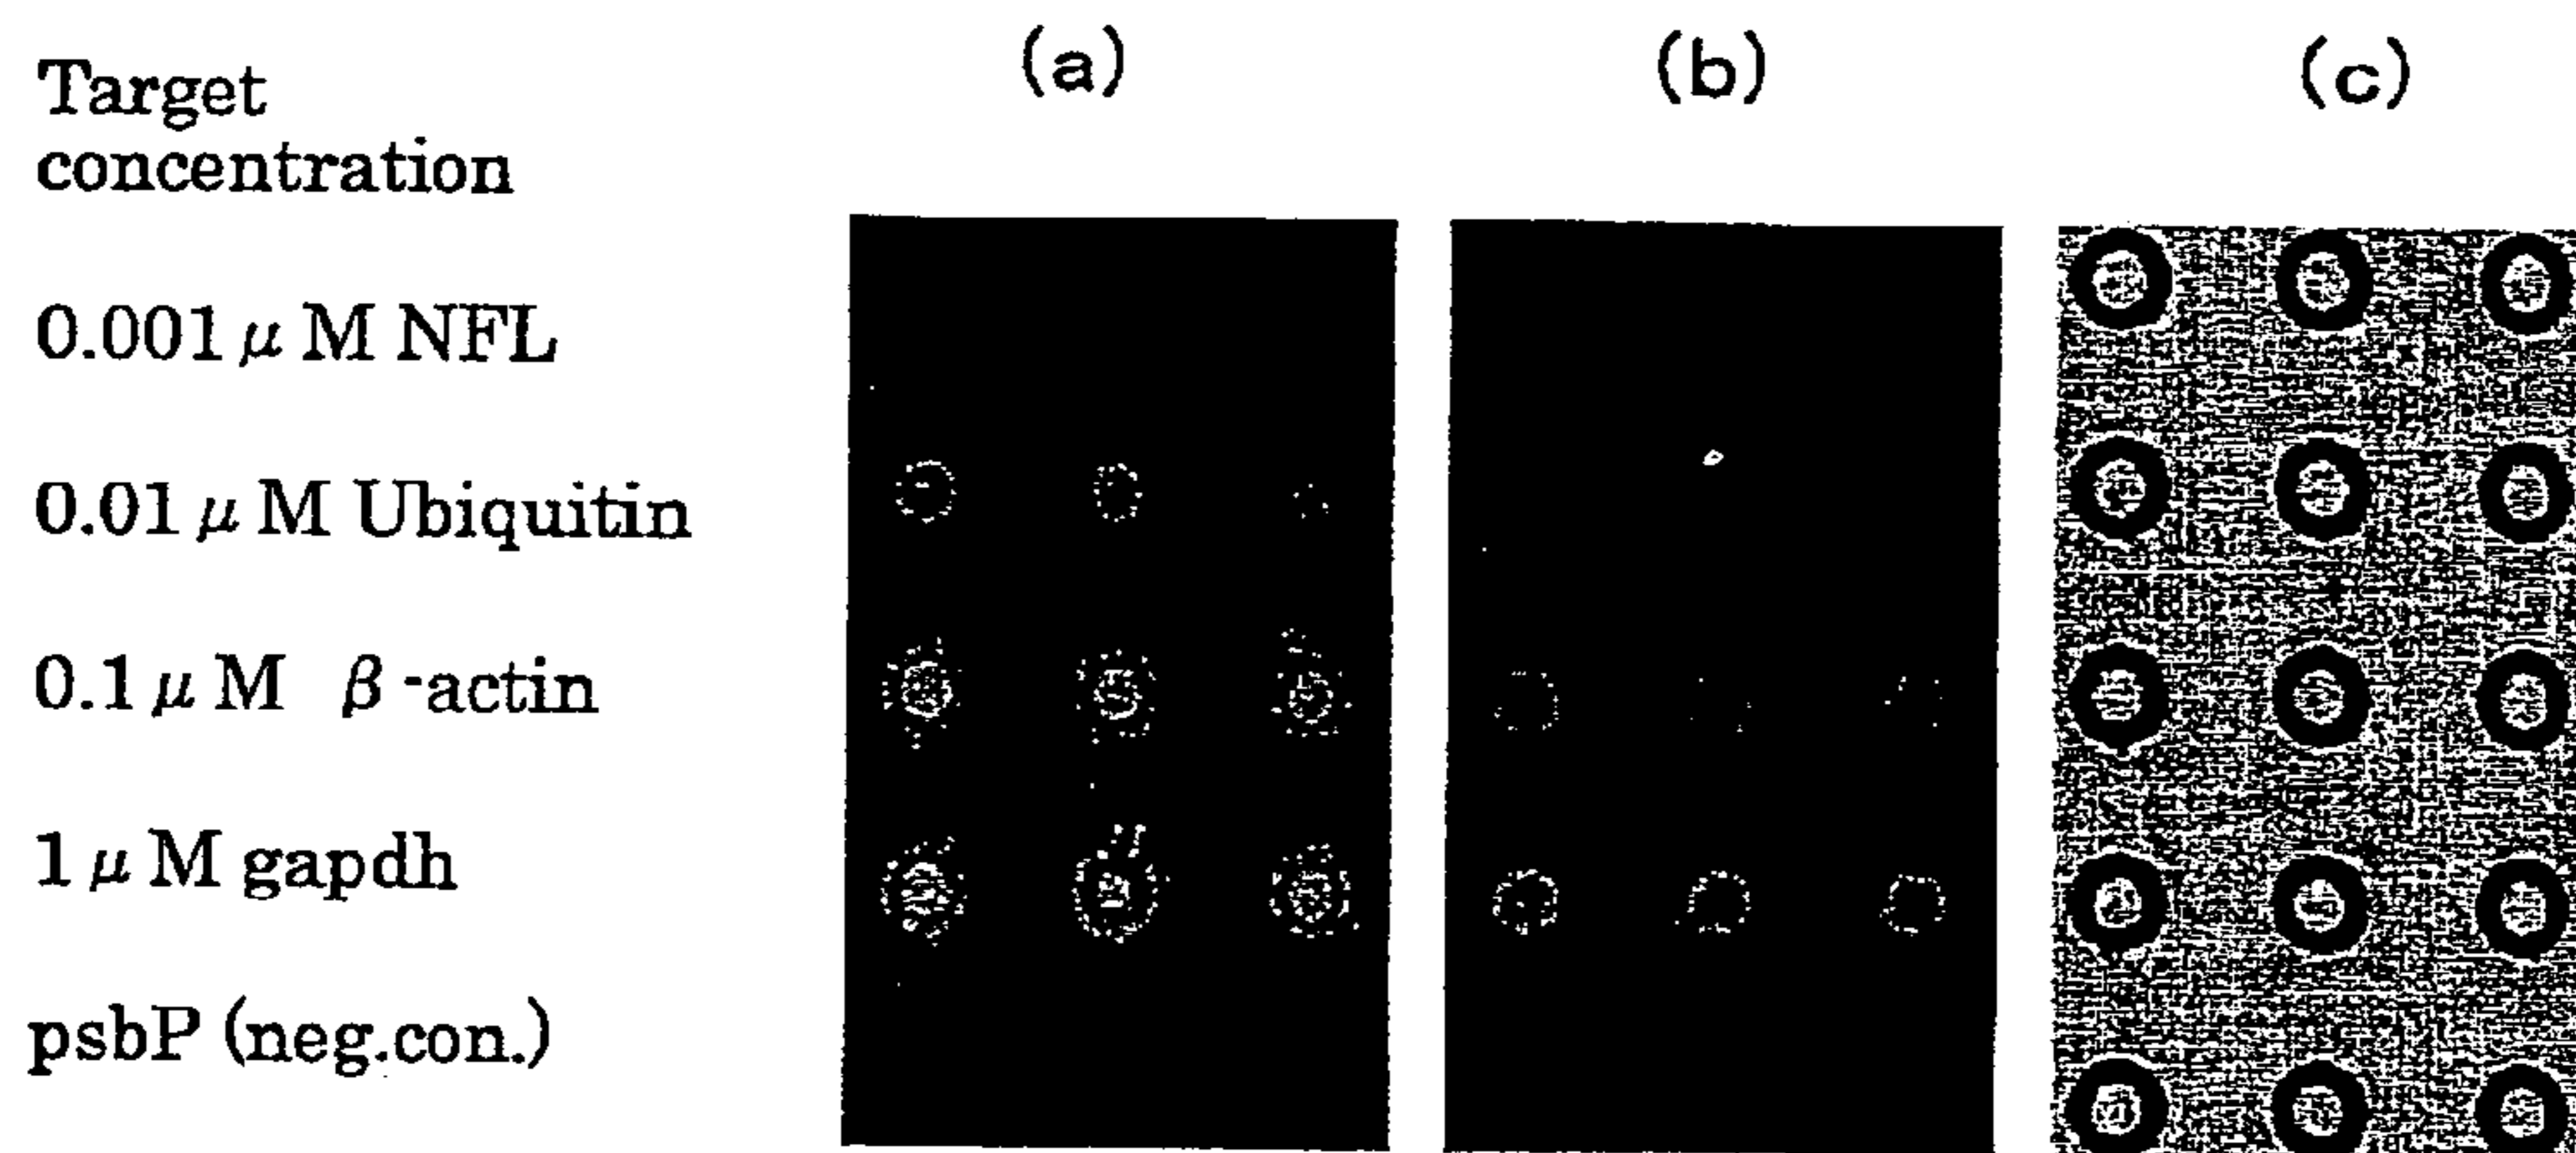 Target
concentration
(a) (b) (c)
0.001 μ M NFL
0.01 μ M Ubiquitin
0.1 μ M β -actin
1 μ M gapdh
psbP (neg.con.)